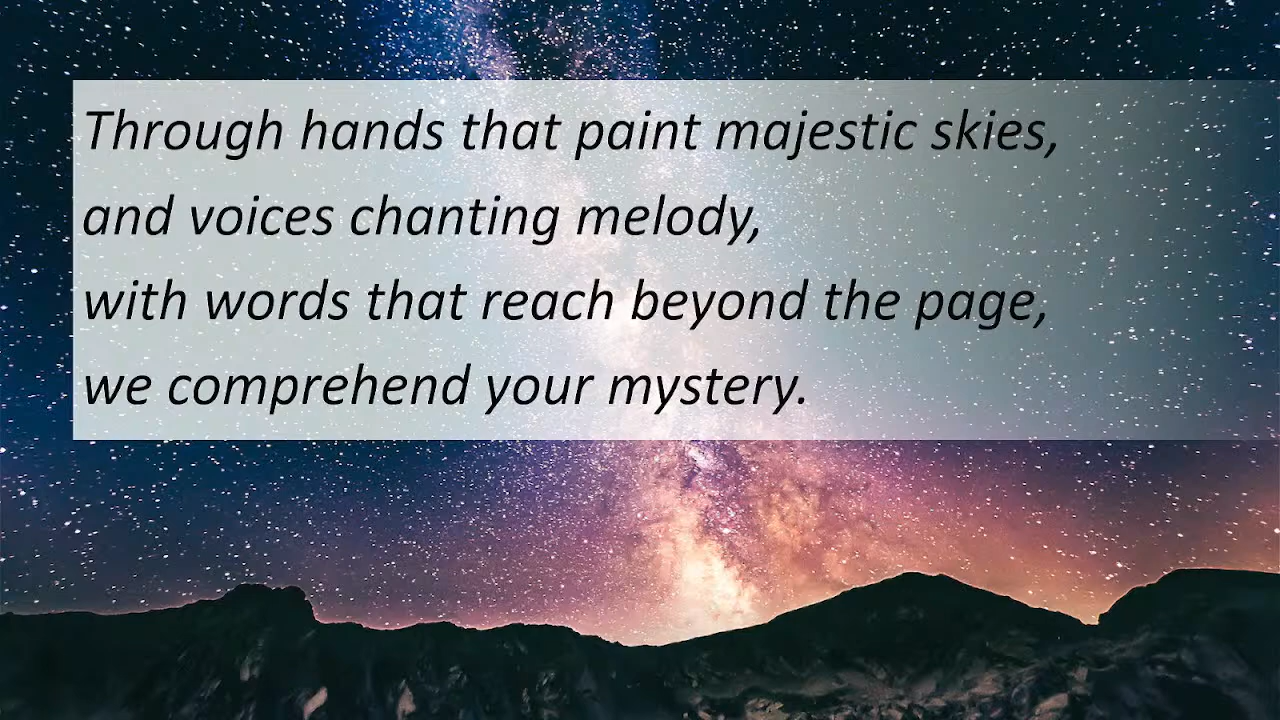 Through hands that paint majestic skies,
and voices chanting melody,
with words that reach beyond the page,
we comprehend your mystery.